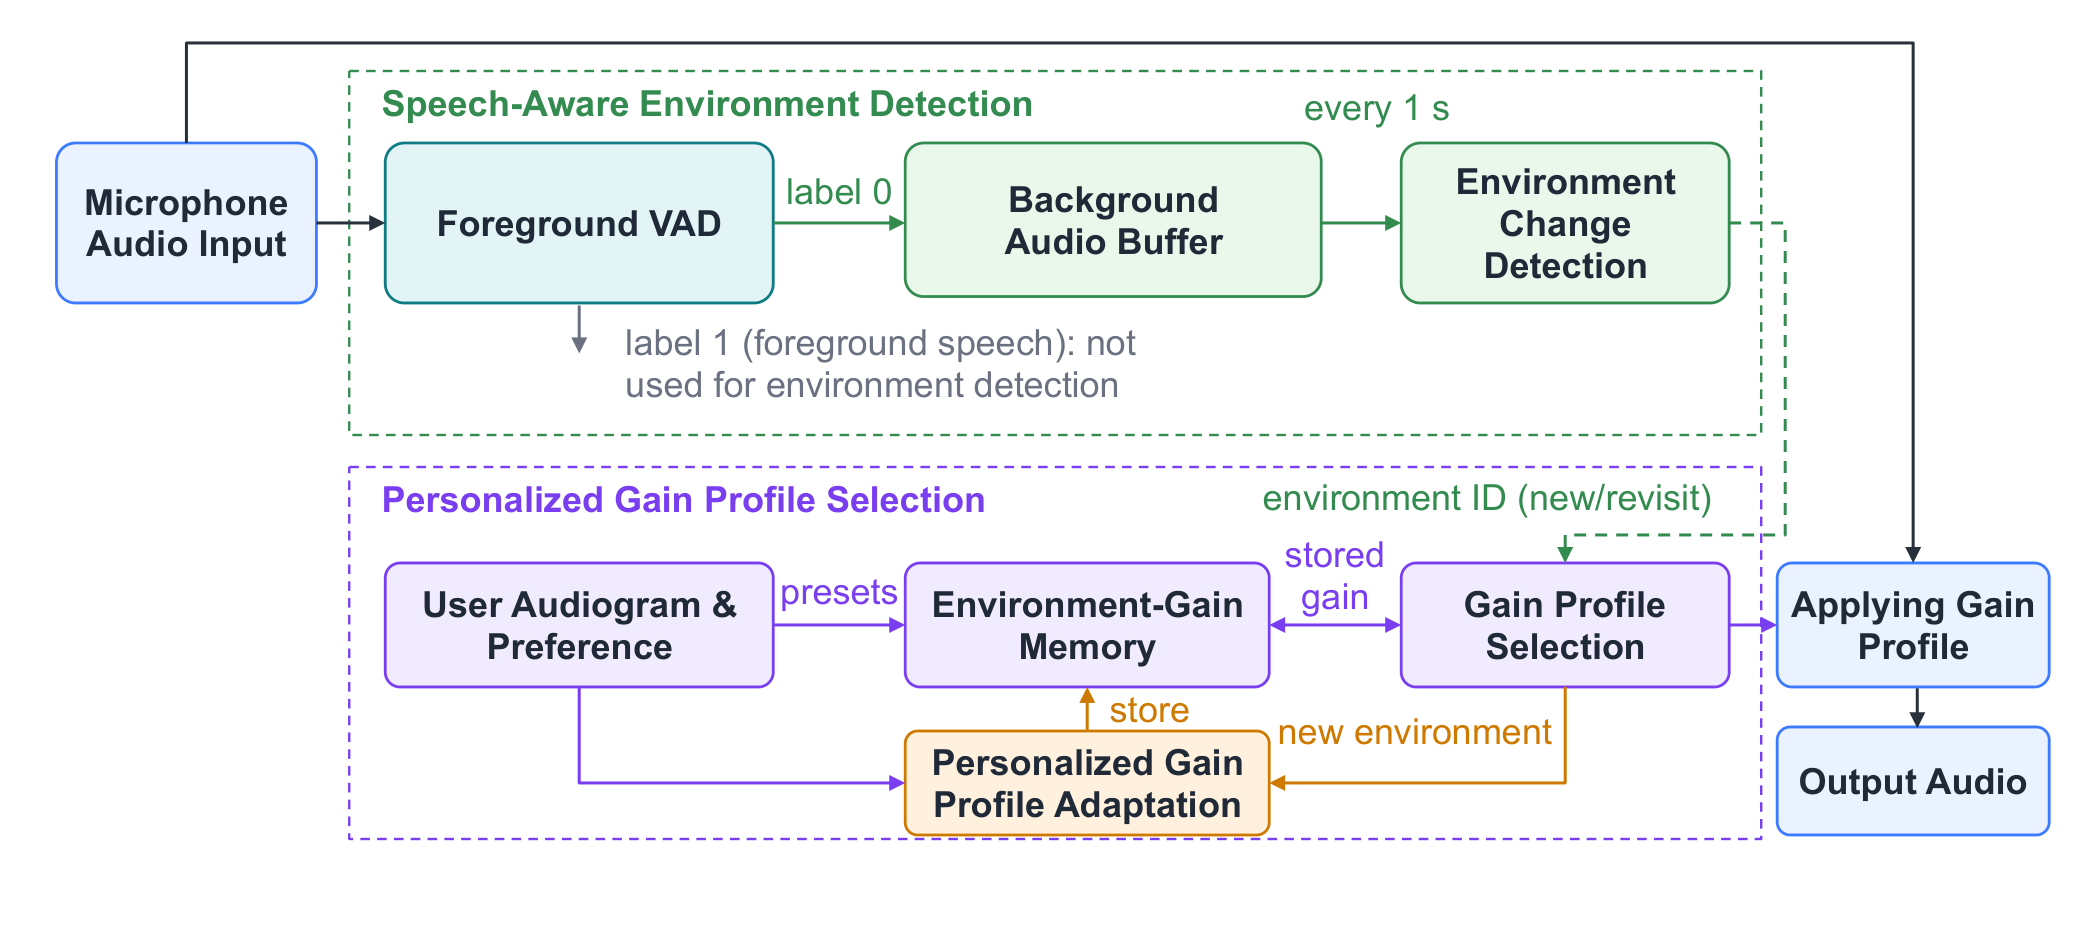 Speech-Aware Environment Detection
every 1 s
Microphone
Audio Input
Foreground VAD
label 0
Background
Audio Buffer
Environment
Change
Detection
label 1 (foreground speech): not
used for environment detection
Personalized Gain Profile Selection
environment ID (new/revisit)
User Audiogram &
Preference
presets
Environment-Gain
Memory
stored
gain
Gain Profile
Selection
Applying Gain
Profile
store
new environment
Personalized Gain
Profile Adaptation
Output Audio